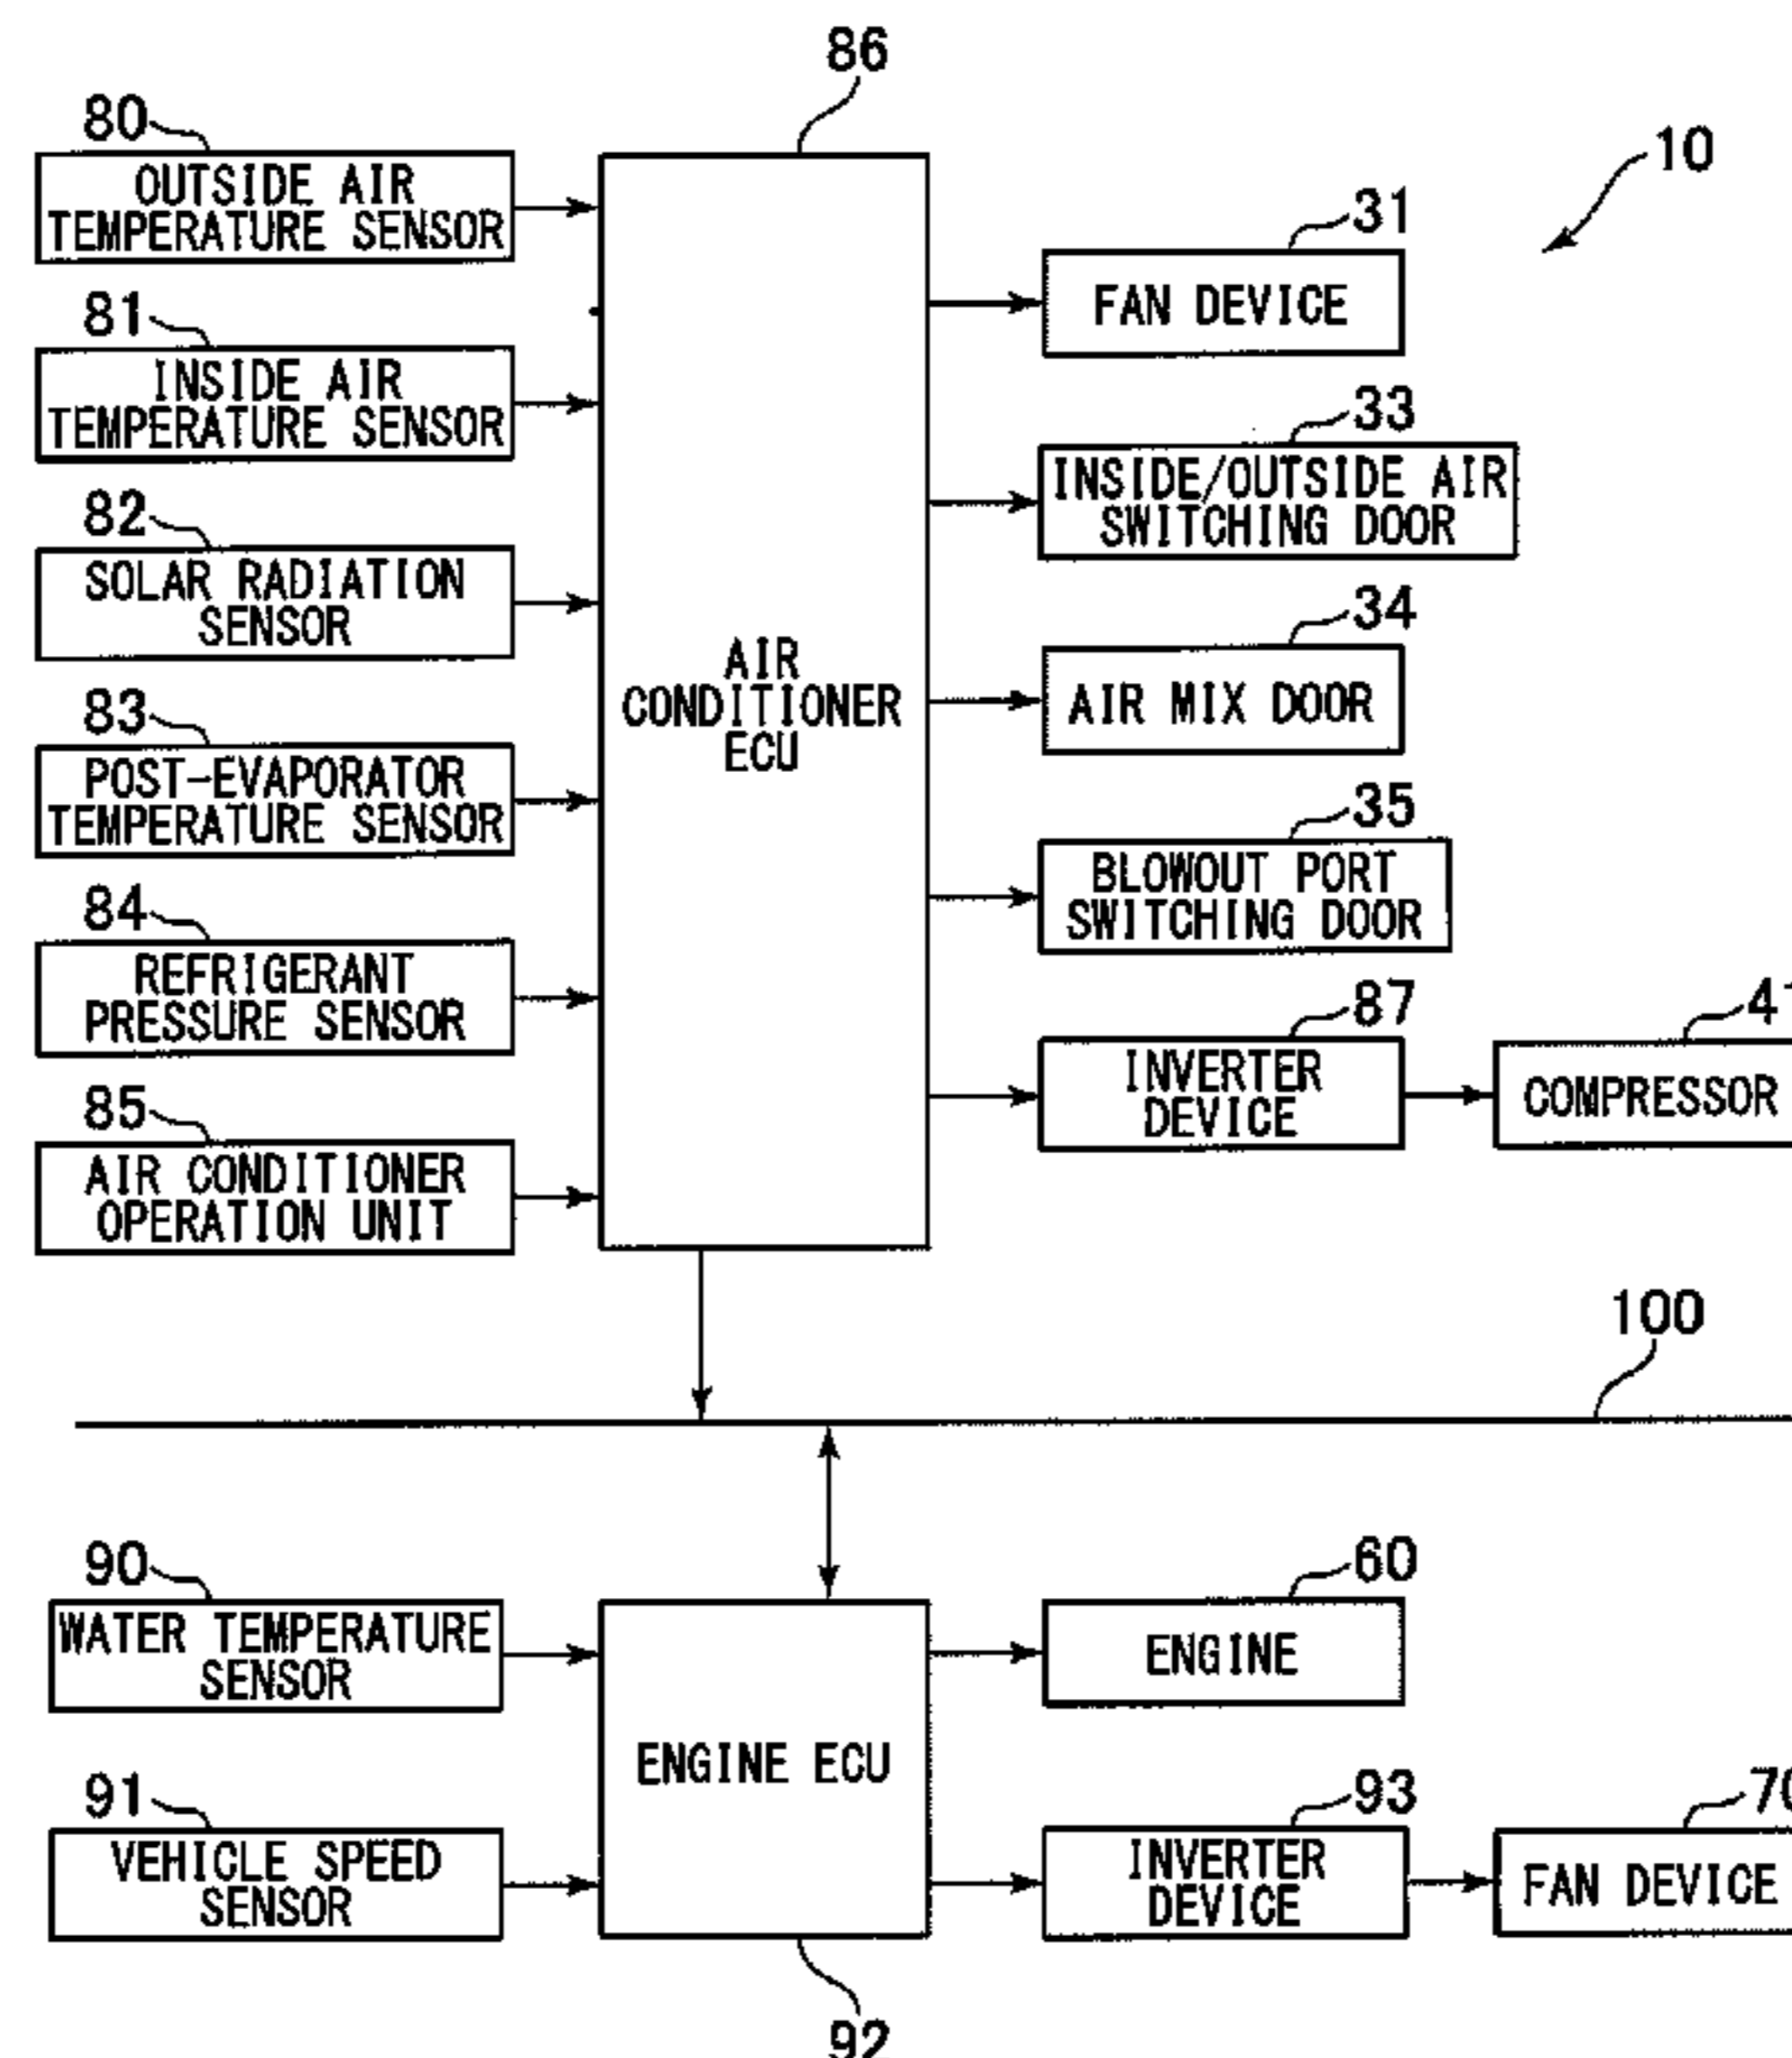 86
10
80
OUTSIDE AIR
TEMPERATURE SENSOR
81
INSIDE AIR
TEMPERATURE SENSOR
82
SOLAR RADIATION
SENSOR
83
POST-EVAPORATOR
TEMPERATURE SENSOR
84
REFRIGERANT
PRESSURE SENSOR
85
AIR CONDITIONER
OPERATION UNIT
AIR
CONDITIONER
ECU
31
FAN DEVICE
33
INSIDE/OUTSIDE AIR
SWITCHING DOOR
34
AIR MIX DOOR
35
BLOWOUT PORT
SWITCHING DOOR
87
INVERTER
DEVICE
41
COMPRESSOR
100
90
WATER TEMPERATURE
SENSOR
91
VEHICLE SPEED
SENSOR
ENGINE ECU
92
60
ENGINE
93
INVERTER
DEVICE
70
FAN DEVICE